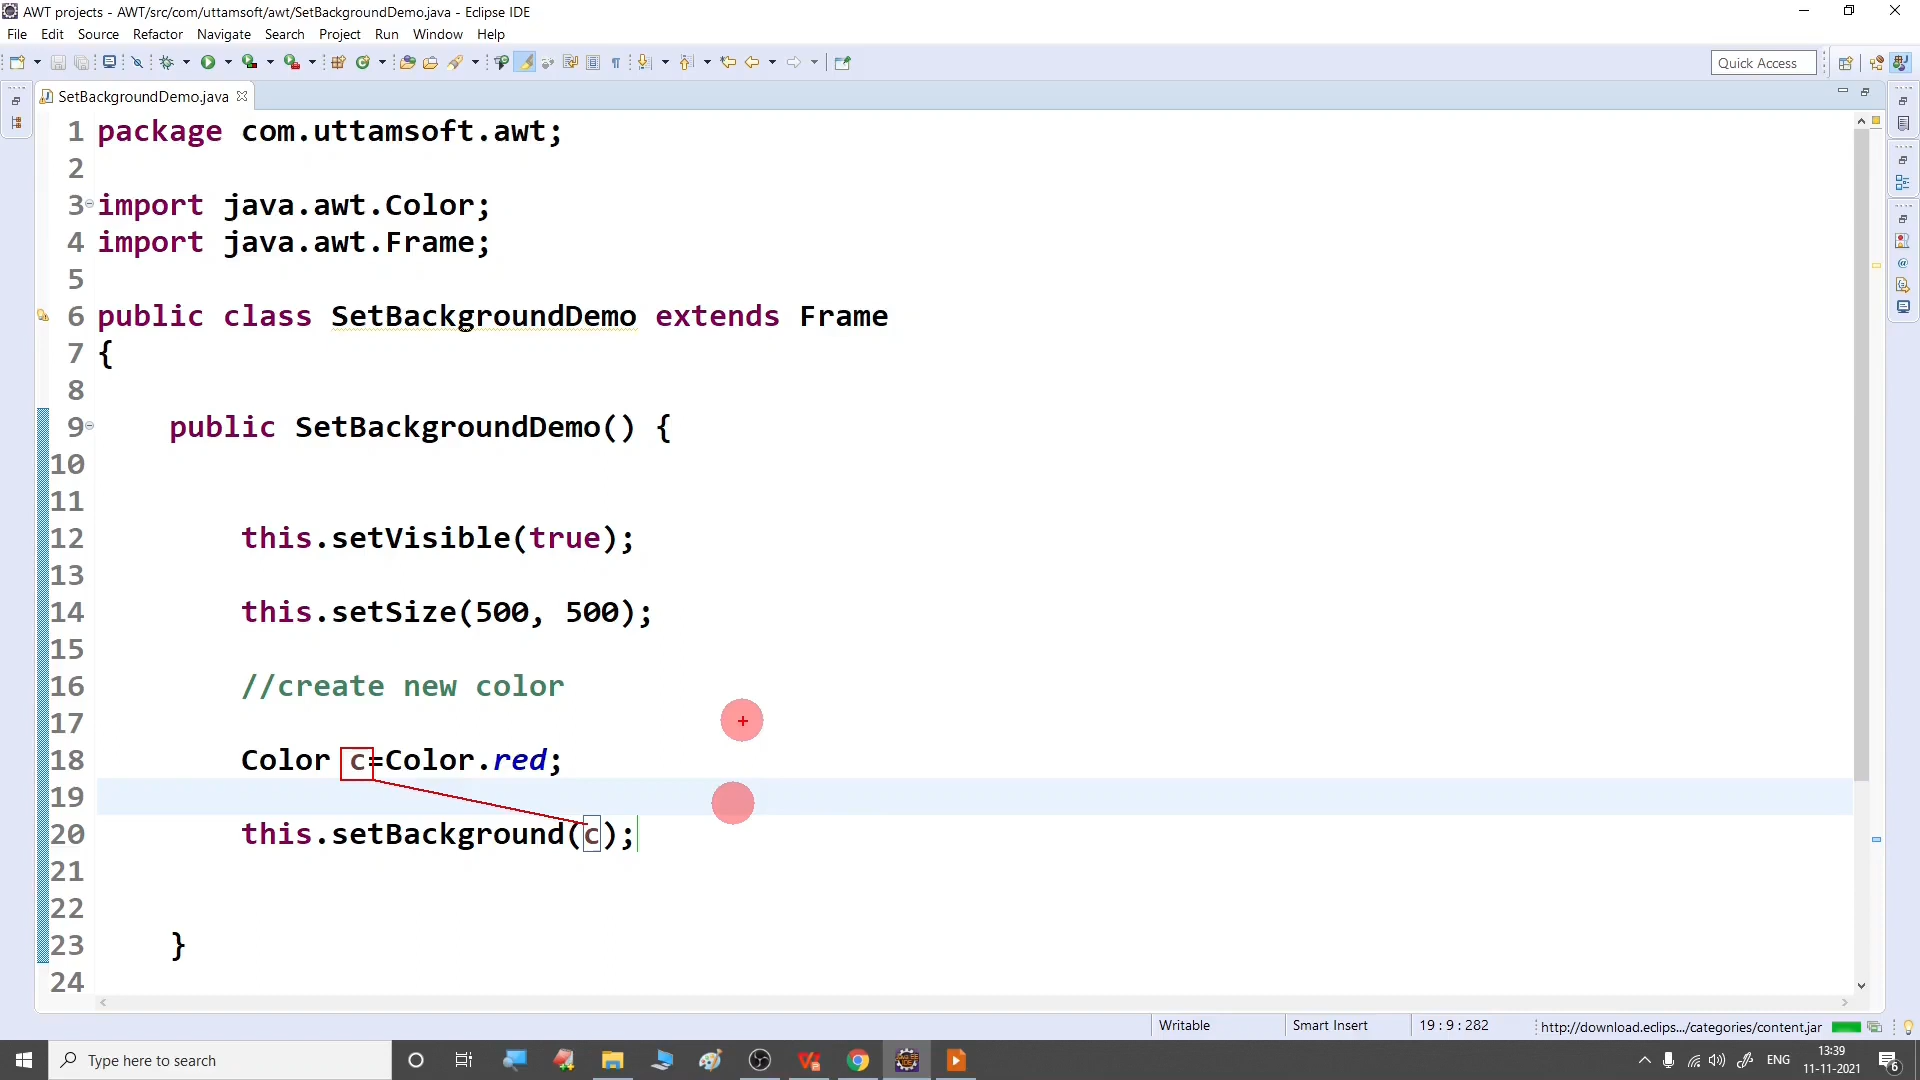 AWT projects - AWT/src/com/uttamsoft/awt/SetBackgroundDemo.java - Eclipse IDE
File Edit Source Refactor Navigate Search Project Run Window Help
Quick Access
SetBackgroundDemo.java
1 package com.uttamsoft.awt;
2
3 import java.awt.Color;
4 import java.awt.Frame;
5
6 public class SetBackgroundDemo extends Frame
7 {
8
9 public SetBackgroundDemo() {
10
11
12 this.setVisible(true);
13
14 this.setSize(500, 500);
15
16 //create new color
17
18 Color c=Color.red;
19
20 this.setBackground(c);
21
22
23 }
24
Writable Smart Insert 19 : 9 : 282 http://download.eclips.../categories/content.jar
Type here to search
ENG
13:39
11-11-2021
6